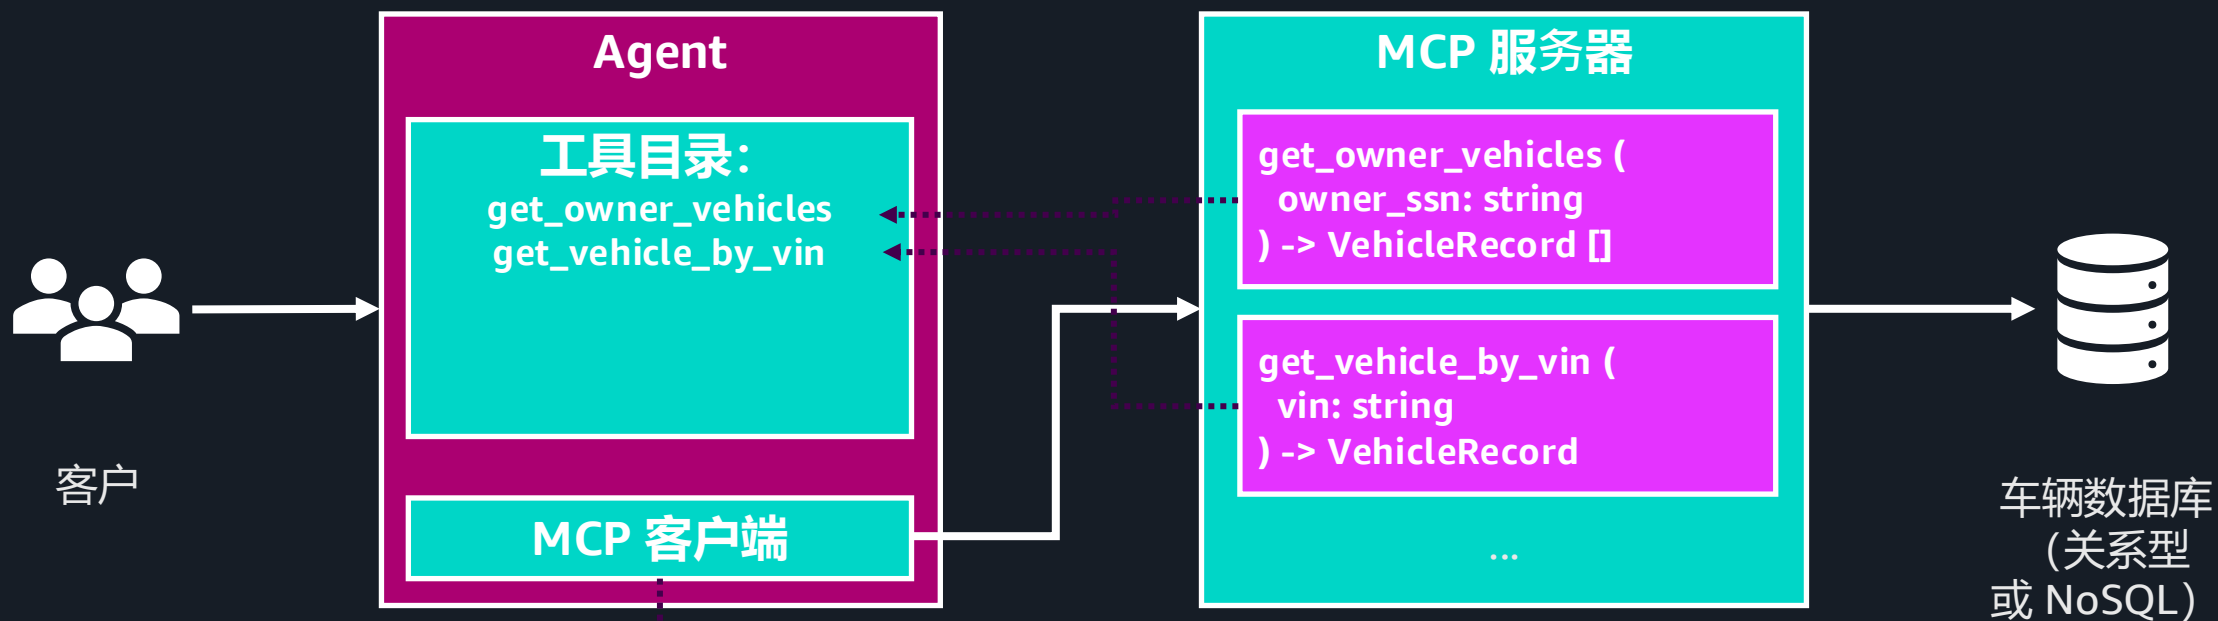 Agent
工具目录：
get_owner_vehicles
get_vehicle_by_vin
MCP 客户端
客户
MCP 服务器
get_owner_vehicles (
owner_ssn: string
) -> VehicleRecord []
get_vehicle_by_vin (
vin: string
) -> VehicleRecord
...
车辆数据库
（关系型
或 NoSQL）